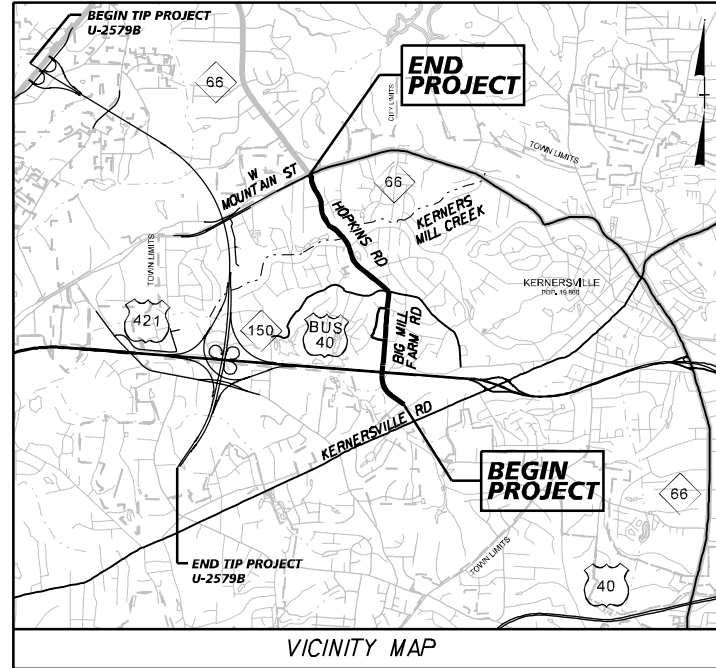 BEGIN TIP PROJECT
U-2579B
66
END
PROJECT
CITY LIMITS
TOWN LIMITS
W
MOUNTAIN ST
66
HOPKINS RD
KERNERS
MILL CREEK
TOWN LIMITS
KERNERSVILLE
421
150
BUS
40
BIG MILL
FARM RD
KERNERSVILLE RD
BEGIN
PROJECT
66
TOWN LIMITS
END TIP PROJECT
U-2579B
40
VICINITY MAP